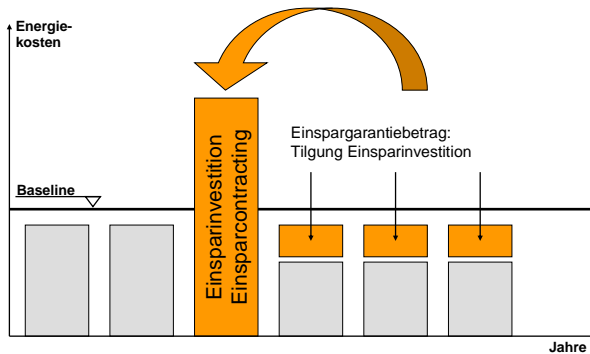 Energie-
kosten
Einspargarantiebetrag:
Tilgung Einsparinvestition
Baseline
Einsparinvestition
Einsparcontracting
Jahre